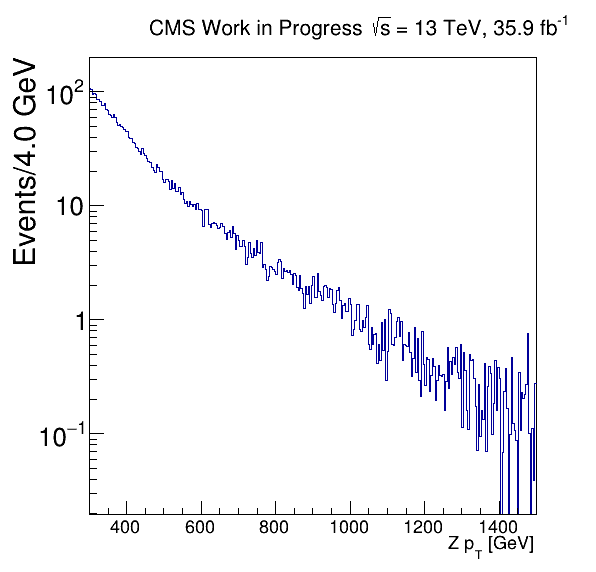 CMS Work in Progress √s = 13 TeV, 35.9 fb⁻¹
Events/4.0 GeV
10²
10
1
10⁻¹
400 600 800 1000 1200 1400
Z p_T [GeV]